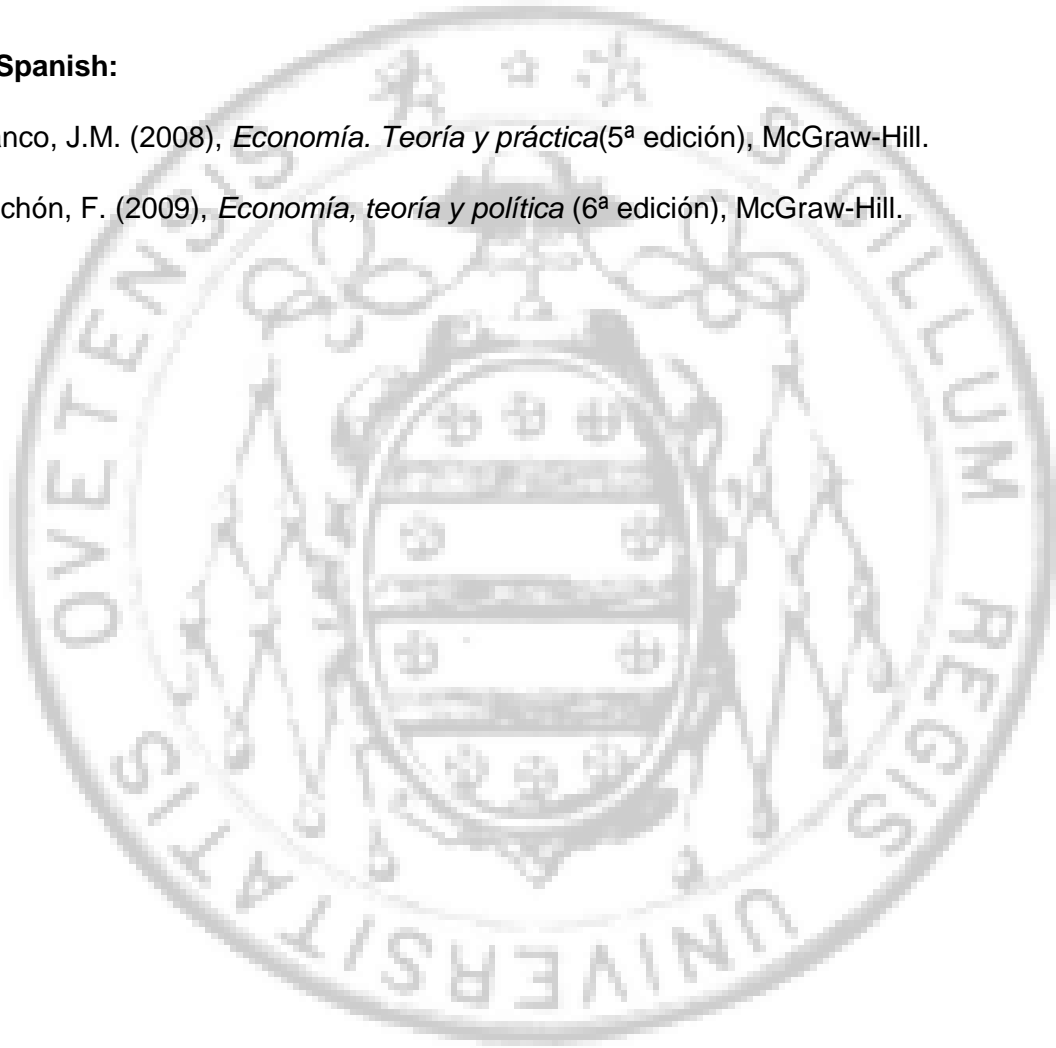 Spanish:
anco, J.M. (2008), Economía. Teoría y práctica(5ª edición), McGraw-Hill.
chón, F. (2009), Economía, teoría y política (6ª edición), McGraw-Hill.
SIGILLUM REGIS UNIVERSITATIS OVETENSIS